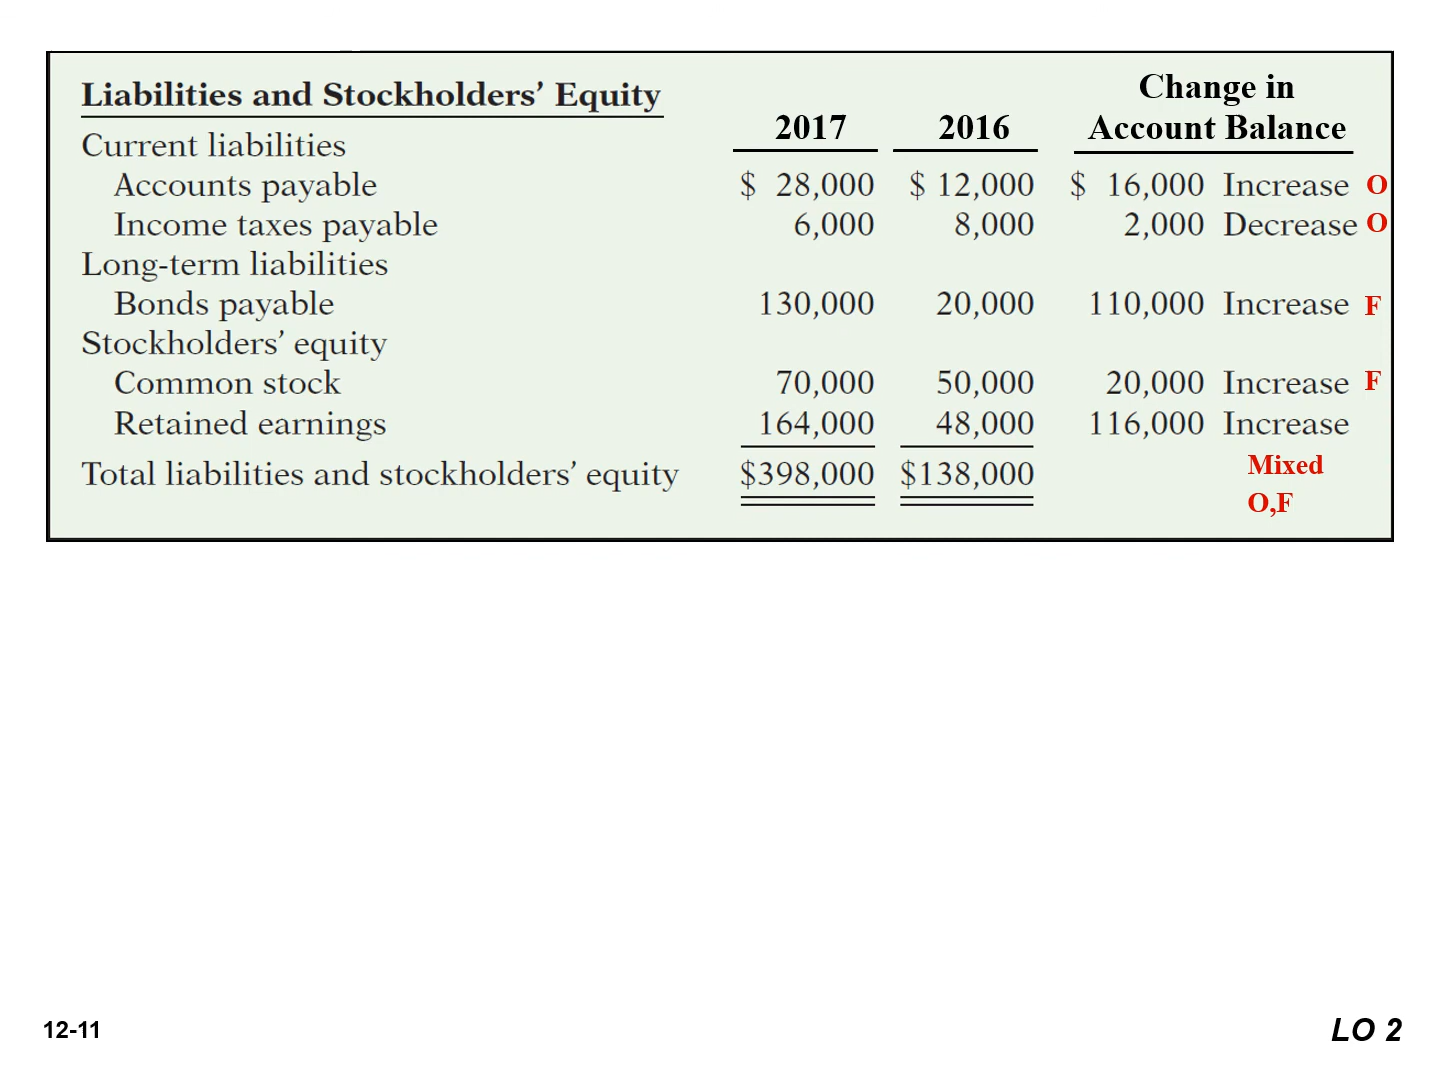 Liabilities and Stockholders’ Equity
Change in
2017 2016 Account Balance
Current liabilities
Accounts payable $ 28,000 $ 12,000 $ 16,000 Increase O
Income taxes payable 6,000 8,000 2,000 Decrease O
Long-term liabilities
Bonds payable 130,000 20,000 110,000 Increase F
Stockholders’ equity
Common stock 70,000 50,000 20,000 Increase F
Retained earnings 164,000 48,000 116,000 Increase
Total liabilities and stockholders’ equity $398,000 $138,000 Mixed
O,F
12-11 LO 2